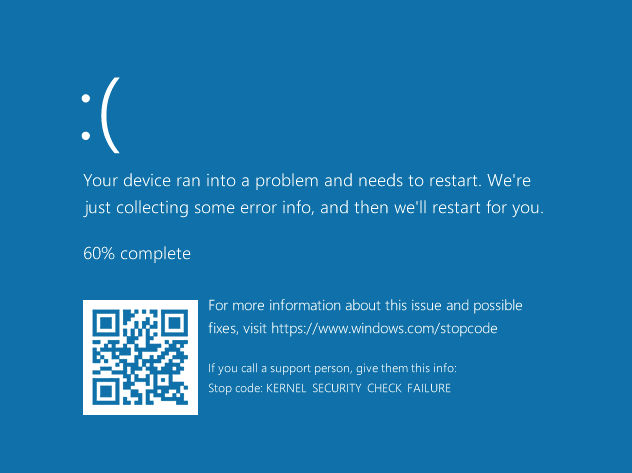 :(
Your device ran into a problem and needs to restart. We're
just collecting some error info, and then we'll restart for you.
60% complete
For more information about this issue and possible
fixes, visit https://www.windows.com/stopcode
If you call a support person, give them this info:
Stop code: KERNEL SECURITY CHECK FAILURE